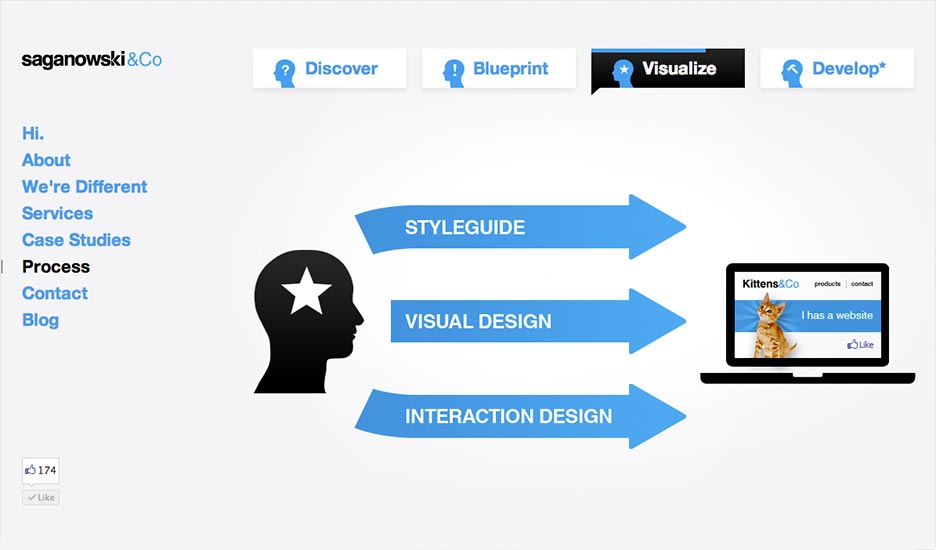 saganowski&Co
? Discover
! Blueprint
Visualize
Develop*
Hi.
About
We're Different
Services
Case Studies
Process
Contact
Blog
STYLEGUIDE
VISUAL DESIGN
INTERACTION DESIGN
Kittens&Co
products | contact
I has a website
Like
174
Like